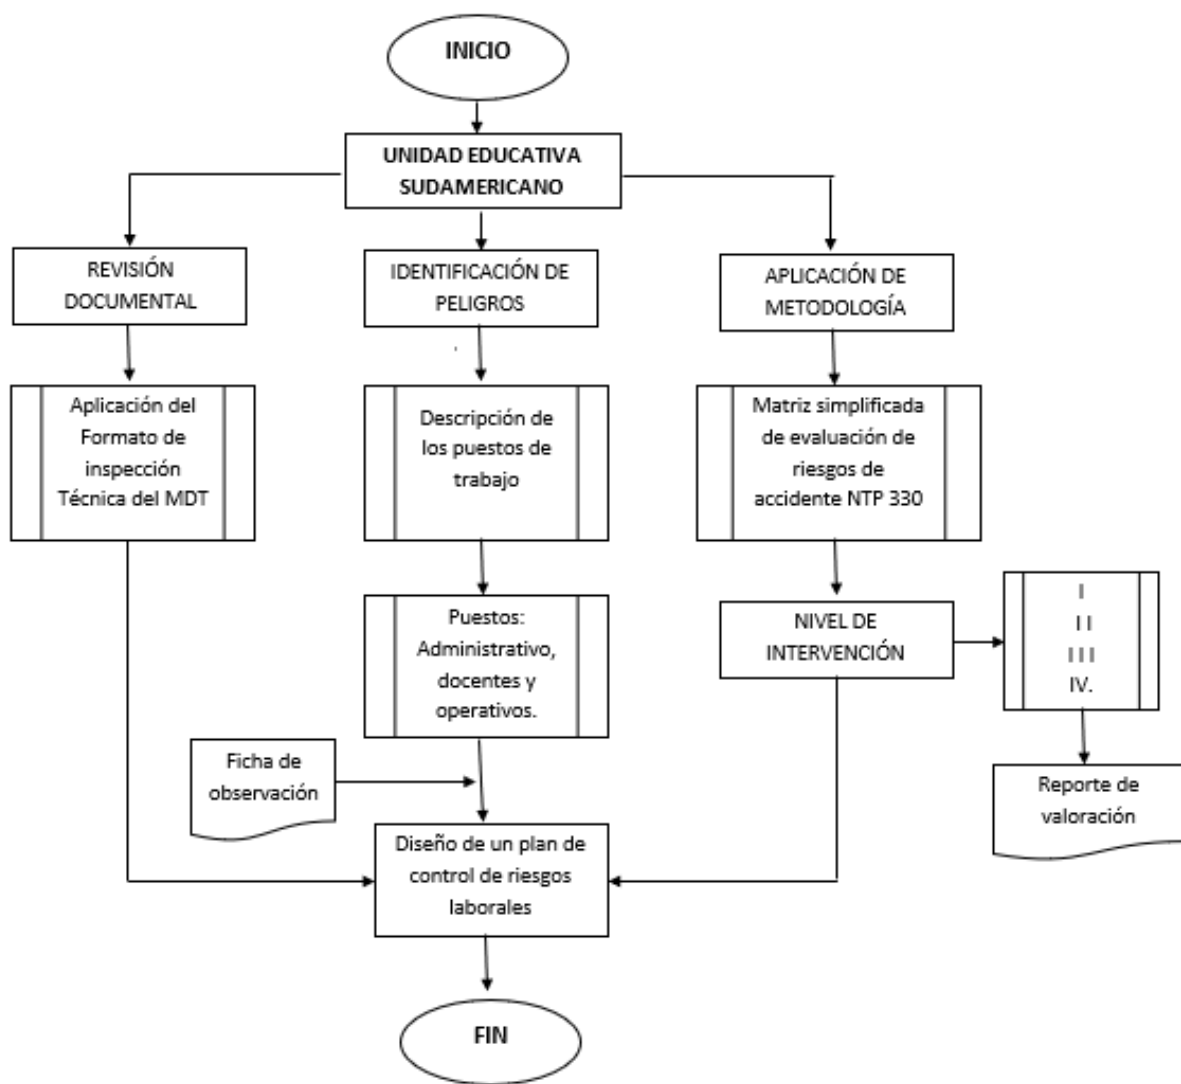 INICIO
UNIDAD EDUCATIVA
SUDAMERICANO
REVISIÓN
DOCUMENTAL
IDENTIFICACIÓN DE
PELIGROS
APLICACIÓN DE
METODOLOGÍA
Aplicación del
Formato de
inspección
Técnica del MDT
Descripción de
los puestos de
trabajo
Matriz simplificada
de evaluación de
riesgos de
accidente NTP 330
Puestos:
Administrativo,
docentes y
operativos.
NIVEL DE
INTERVENCIÓN
I
I I
I I I
IV.
Ficha de
observación
Reporte de
valoración
Diseño de un plan de
control de riesgos
laborales
FIN